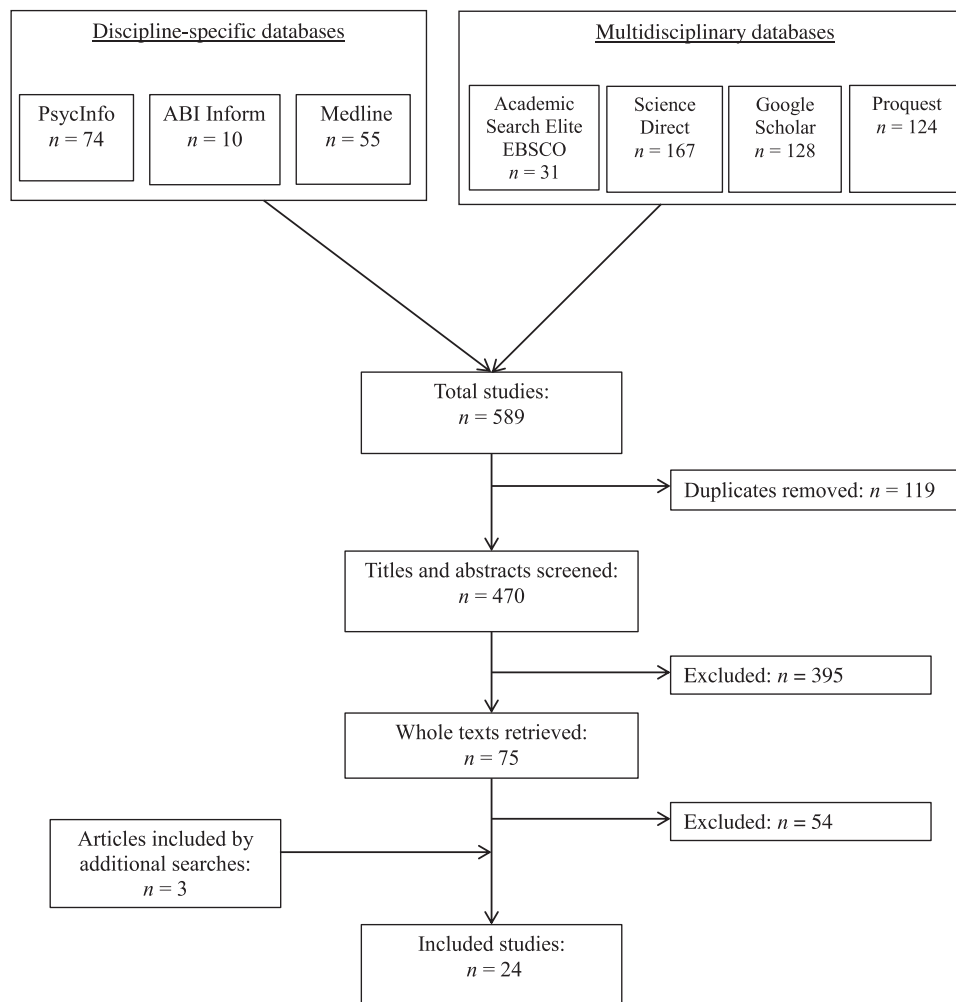 Discipline-specific databases
PsycInfo
n = 74
ABI Inform
n = 10
Medline
n = 55
Multidisciplinary databases
Academic
Search Elite
EBSCO
n = 31
Science
Direct
n = 167
Google
Scholar
n = 128
Proquest
n = 124
Total studies:
n = 589
Duplicates removed: n = 119
Titles and abstracts screened:
n = 470
Excluded: n = 395
Whole texts retrieved:
n = 75
Excluded: n = 54
Articles included by
additional searches:
n = 3
Included studies:
n = 24